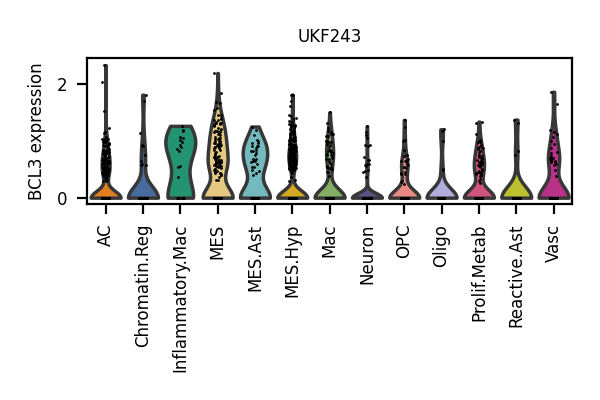 UKF243
BCL3 expression
2
0
AC
Chromatin.Reg
Inflammatory.Mac
MES
MES.Ast
MES.Hyp
Mac
Neuron
OPC
Oligo
Prolif.Metab
Reactive.Ast
Vasc